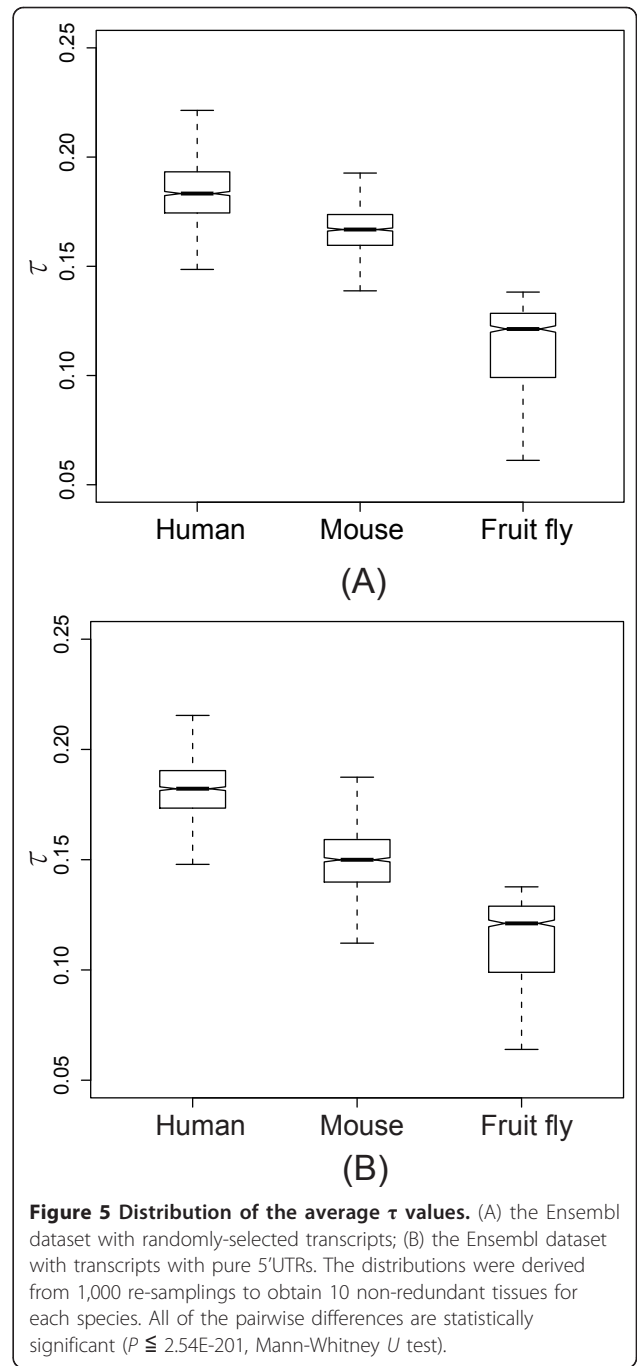 0.25
0.20
0.15
0.10
0.05
τ
Human Mouse Fruit fly
(A)
0.25
0.20
0.15
0.10
0.05
τ
Human Mouse Fruit fly
(B)
Figure 5 Distribution of the average τ values. (A) the Ensembl
dataset with randomly-selected transcripts; (B) the Ensembl dataset
with transcripts with pure 5’UTRs. The distributions were derived
from 1,000 re-samplings to obtain 10 non-redundant tissues for
each species. All of the pairwise differences are statistically
significant (P ≦ 2.54E-201, Mann-Whitney U test).